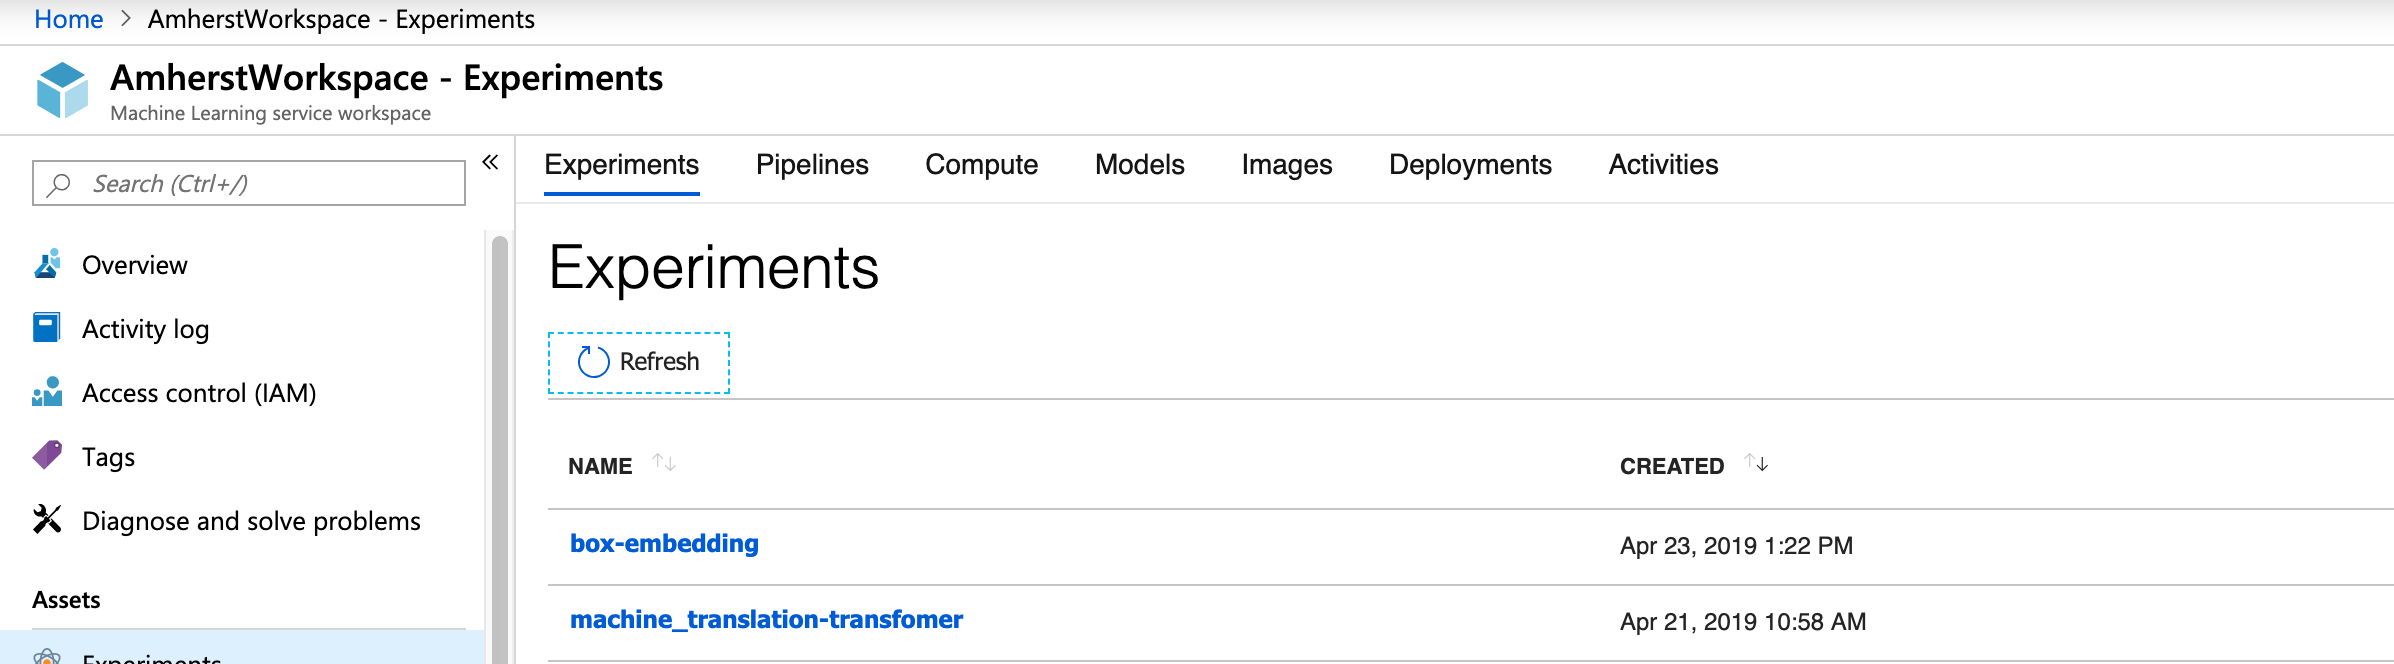 Home > AmherstWorkspace - Experiments
AmherstWorkspace - Experiments
Machine Learning service workspace
Search (Ctrl+/)
«
Overview
Activity log
Access control (IAM)
Tags
Diagnose and solve problems
Assets
Experiments
Experiments Pipelines Compute Models Images Deployments Activities
Experiments
Refresh
NAME ↑↓ CREATED ↑↓
box-embedding Apr 23, 2019 1:22 PM
machine_translation-transfomer Apr 21, 2019 10:58 AM